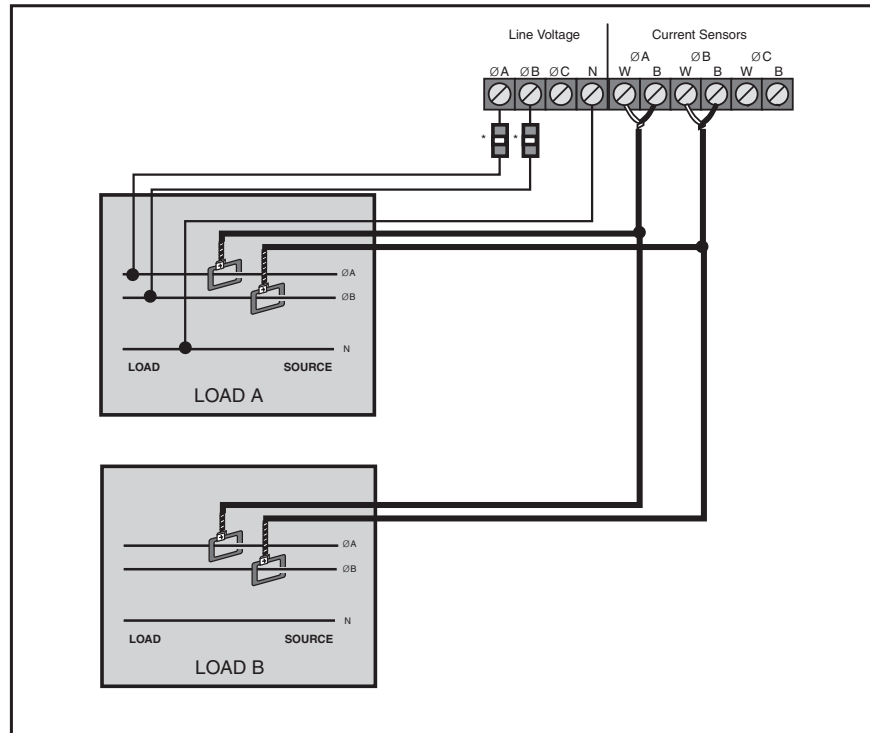 Line Voltage
Current Sensors
ØA ØB ØC
ØA ØB ØC N W B W B W B
* *
ØA
ØB
N
LOAD SOURCE
LOAD A
ØA
ØB
N
LOAD SOURCE
LOAD B